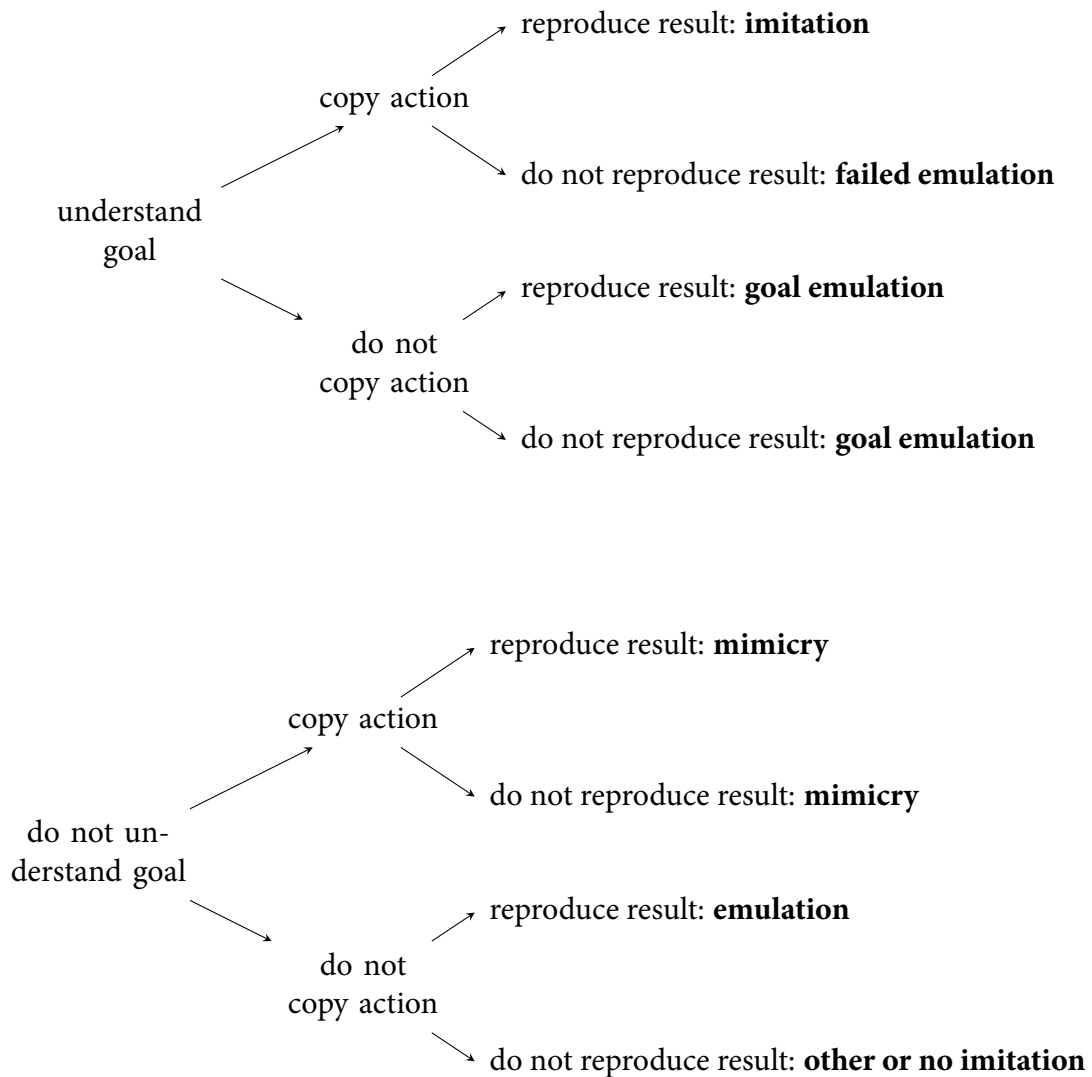 reproduce result: imitation
copy action
do not reproduce result: failed emulation
understand
goal
reproduce result: goal emulation
do not
copy action
do not reproduce result: goal emulation
reproduce result: mimicry
copy action
do not reproduce result: mimicry
do not un-
derstand goal
reproduce result: emulation
do not
copy action
do not reproduce result: other or no imitation